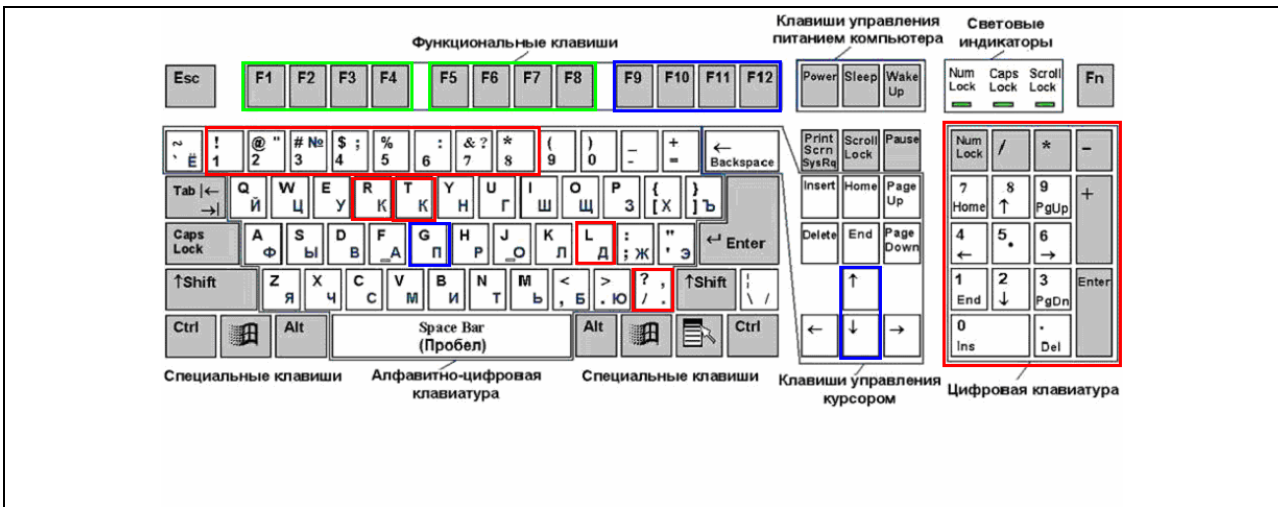 Функциональные клавиши
Клавиши управления
питанием компьютера
Световые
индикаторы
Esc F1 F2 F3 F4 F5 F6 F7 F8 F9 F10 F11 F12 Power Sleep Wake Up Num Lock Caps Lock Scroll Lock Fn
~ ` Ё ! 1 @ " 2 # № 3 $ ; 4 % 5 : 6 & ? 7 * 8 ( 9 ) 0 _ - + = ← Backspace Print Scrn SysRq Scroll Lock Pause Num Lock / * -
Tab |← →| Q Й W Ц E У R К T К Y Н U Г I Ш O Щ P З { [ Х } ] Ъ Insert Home Page Up 7 Home 8 ↑ 9 PgUp +
Caps Lock A Ф S Ы D В F _А G П H Р J _О K Л L Д : ; Ж " ' Э ↵ Enter Delete End Page Down 4 ← 5 . 6 →
↑Shift Z Я X Ч C С V М B И N Т M Ь < , Б > . Ю ? , / . ↑Shift ¦ \ / ↑ 1 End 2 ↓ 3 PgDn Enter
Ctrl Alt Space Bar (Пробел) Alt Ctrl ← ↓ → 0 Ins . Del
Специальные клавиши
Алфавитно-цифровая
клавиатура
Специальные клавиши
Клавиши управления
курсором
Цифровая клавиатура